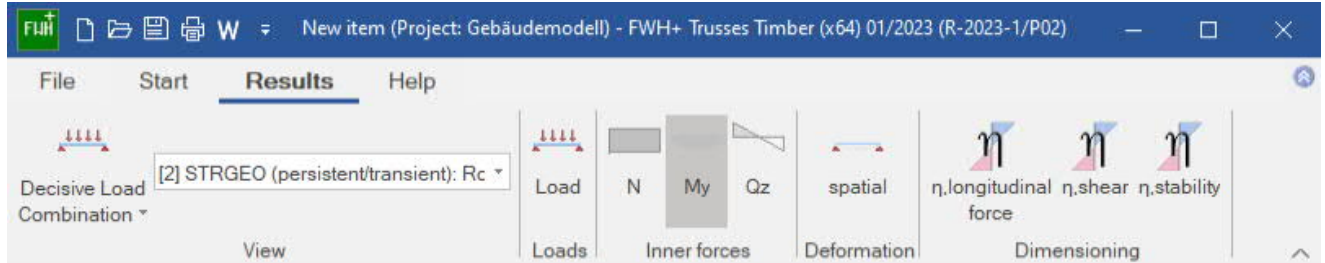 FWH+ W New item (Project: Gebäudemodell) - FWH+ Trusses Timber (x64) 01/2023 (R-2023-1/P02)
File Start Results Help
Decisive Load Combination
[2] STRGEO (persistent/transient): Rc
View
Load
Loads
N My Qz
Inner forces
spatial
Deformation
η,longitudinal force
η,shear
η,stability
Dimensioning